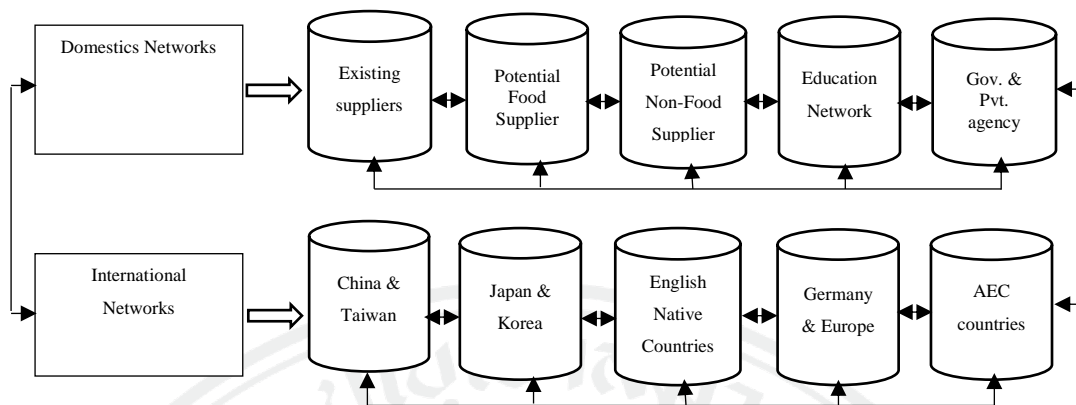 Domestics Networks
Existing
suppliers
Potential
Food
Supplier
Potential
Non-Food
Supplier
Education
Network
Gov. &
Pvt.
agency
International
Networks
China &
Taiwan
Japan &
Korea
English
Native
Countries
Germany
& Europe
AEC
countries